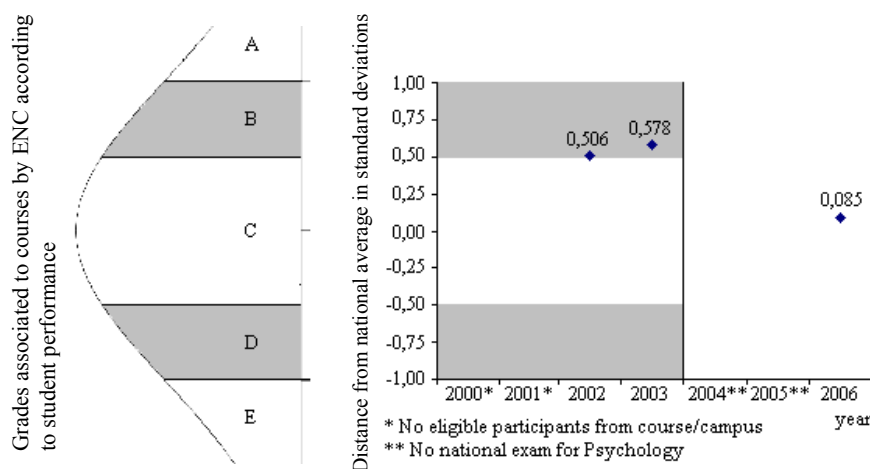 Grades associated to courses by ENC according
to student performance
A
B
C
D
E
Distance from national average in standard deviations
1,00
0,75
0,50
0,25
0,00
-0,25
-0,50
-0,75
-1,00
0,506
0,578
0,085
2000* 2001* 2002 2003 2004** 2005** 2006
year
* No eligible participants from course/campus
** No national exam for Psychology